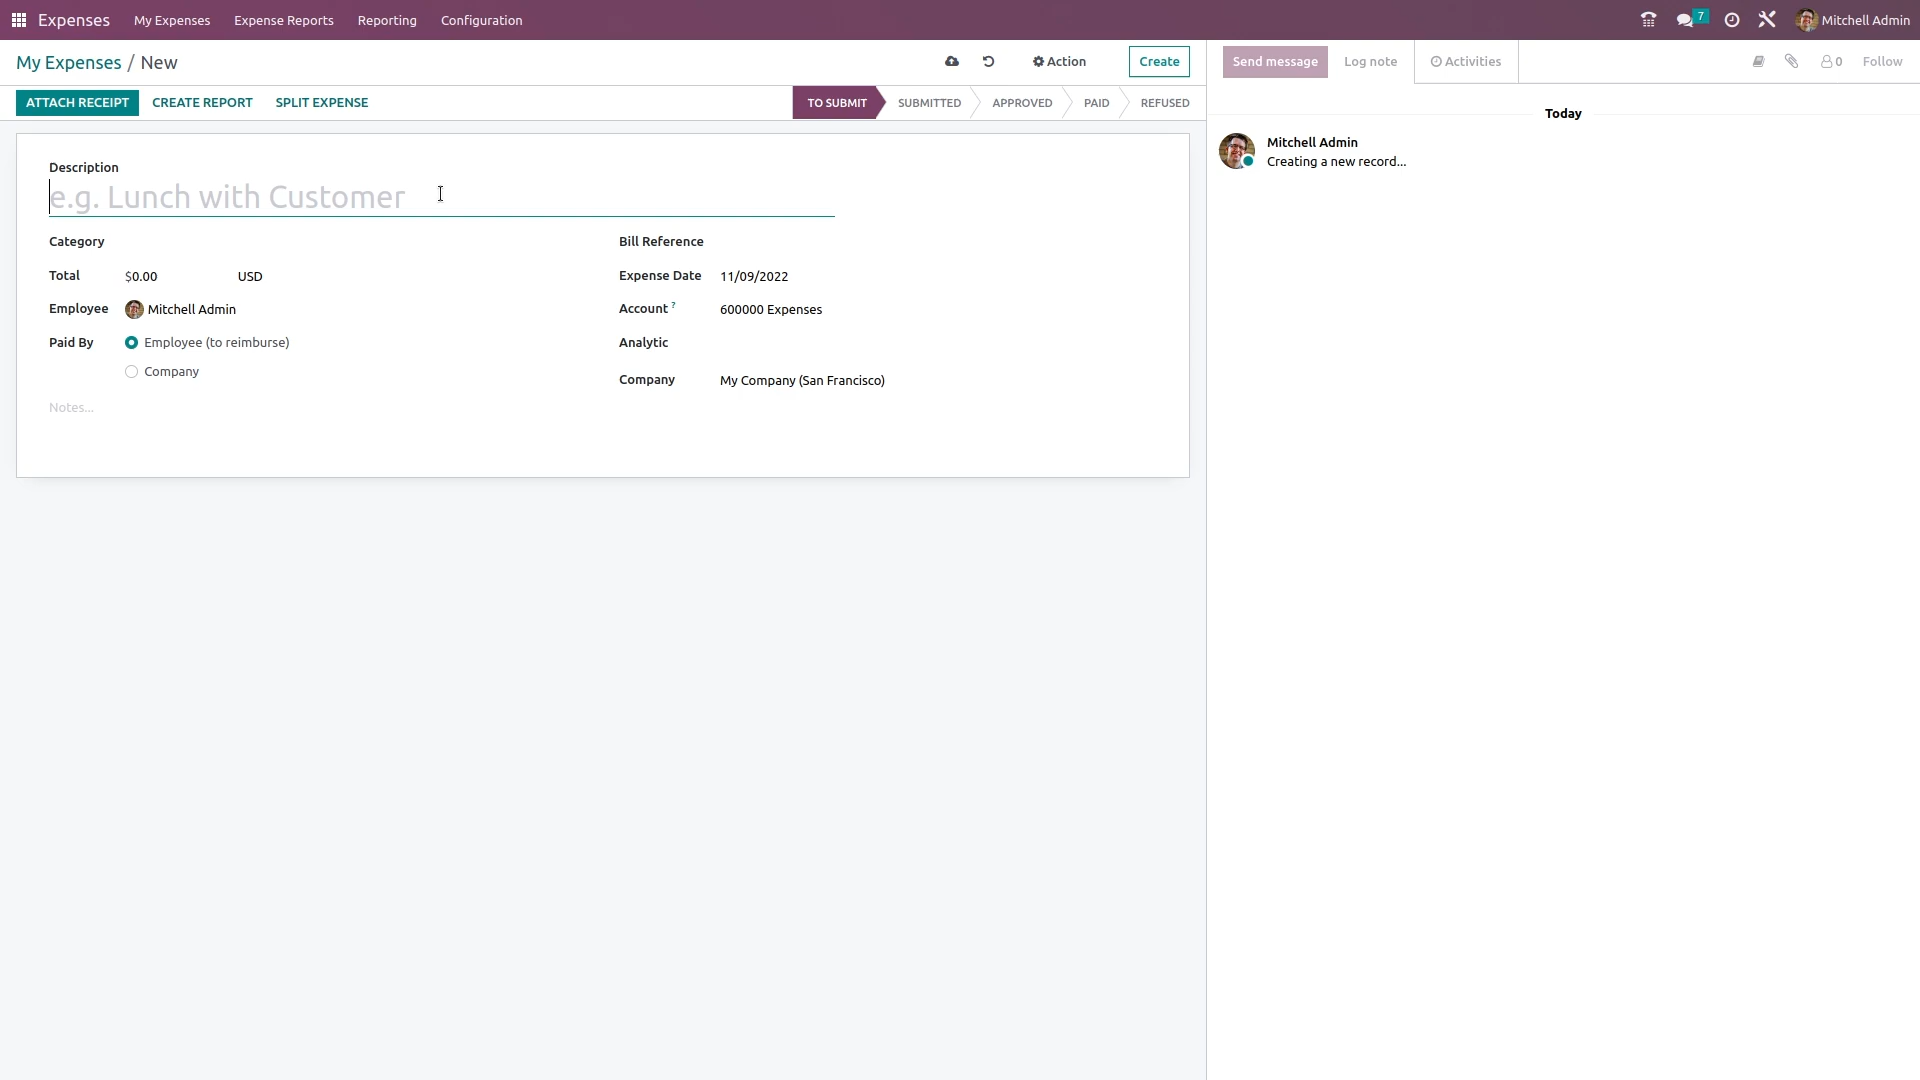 Expenses My Expenses Expense Reports Reporting Configuration 7 Mitchell Admin
My Expenses / New Action Create
Send message Log note Activities 0 Follow
ATTACH RECEIPT CREATE REPORT SPLIT EXPENSE TO SUBMIT SUBMITTED APPROVED PAID REFUSED
Description
e.g. Lunch with Customer
Category
Total $0.00 USD
Employee Mitchell Admin
Paid By Employee (to reimburse)
Company
Notes...
Bill Reference
Expense Date 11/09/2022
Account ? 600000 Expenses
Analytic
Company My Company (San Francisco)
Today
Mitchell Admin
Creating a new record...